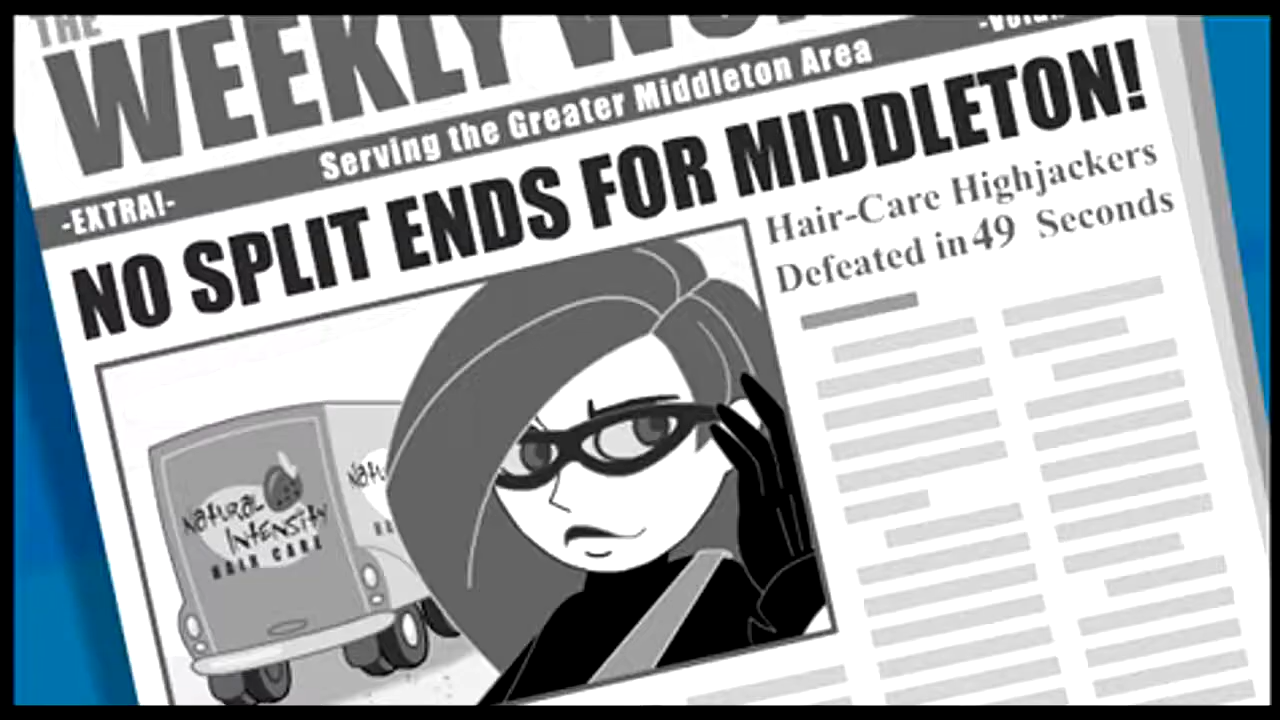 THE
WEEKLY
-EXTRA!-
Serving the Greater Middleton Area
NO SPLIT ENDS FOR MIDDLETON!
Hair-Care Highjackers
Defeated in 49 Seconds
NATURAL
INTENSITY
HAIR CARE